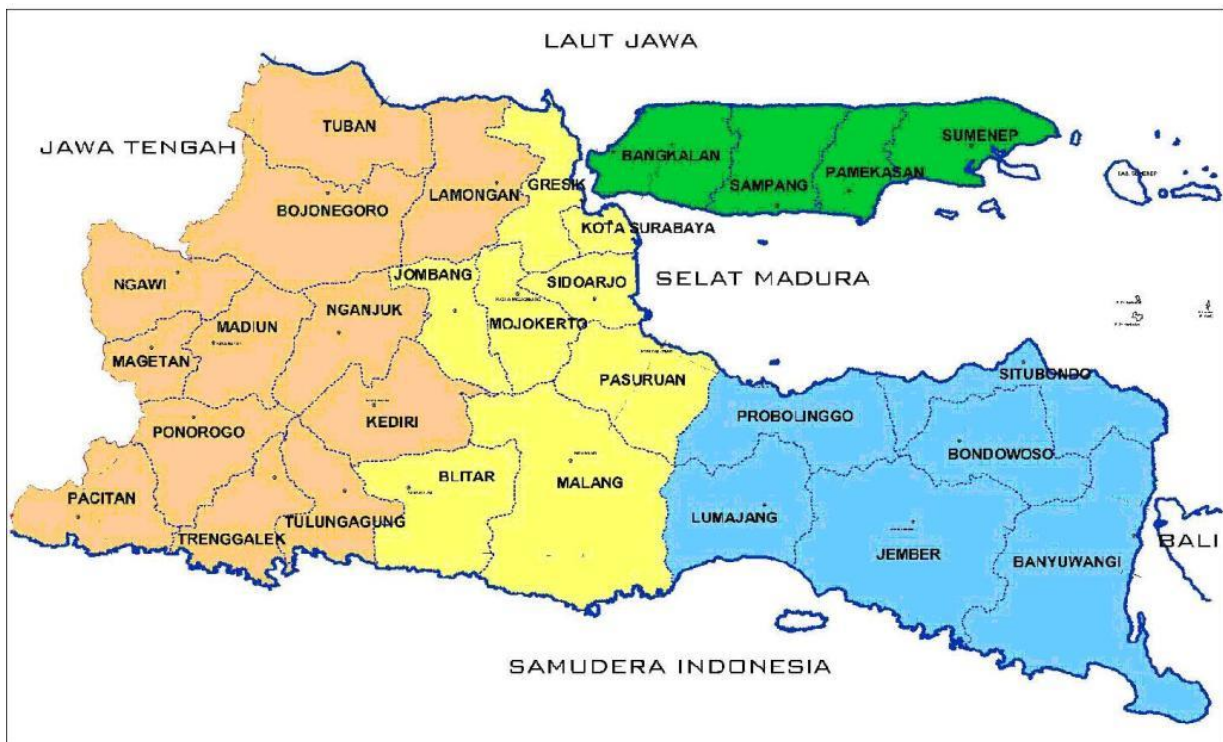 LAUT JAWA
JAWA TENGAH
TUBAN
LAMONGAN
GRESIK
BOJONEGORO
BANGKALAN
SAMPANG
PAMEKASAN
SUMENEP
KOTA SURABAYA
SELAT MADURA
NGAWI
MADIUN
NGANJUK
JOMBANG
MOJOKERTO
SIDOARJO
MAGETAN
PASURUAN
PONOROGO
KEDIRI
PROBOLINGGO
SITUBONDO
BONDOWOSO
PACITAN
TRENGGALEK
TULUNGAGUNG
BLITAR
MALANG
LUMAJANG
JEMBER
BANYUWANGI
BALI
SAMUDERA INDONESIA